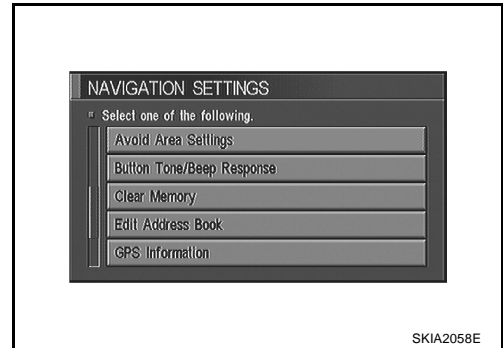 NAVIGATION SETTINGS
Select one of the following.
Avoid Area Settings
Button Tone/Beep Response
Clear Memory
Edit Address Book
GPS Information
SKIA2058E